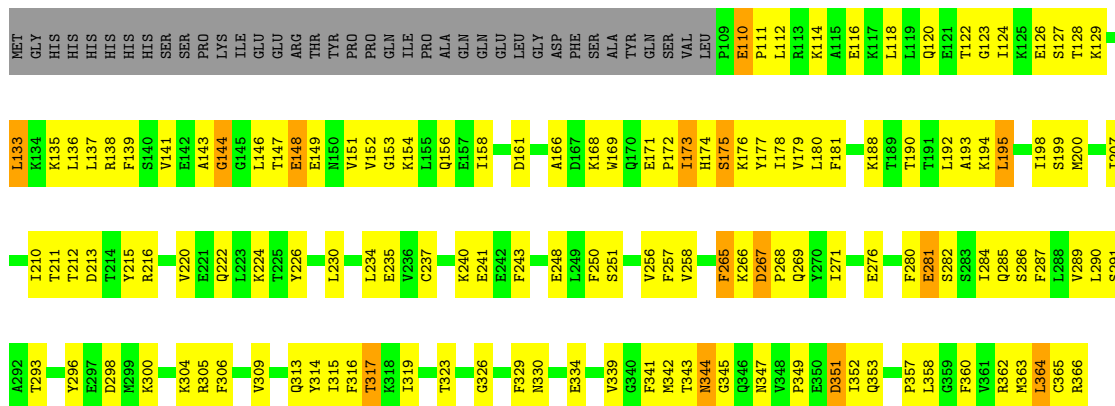 MET GLY HIS HIS HIS HIS HIS HIS SER SER PRO LYS ILE GLU GLU ARG THR TYR PRO PRO GLN ILE PRO ALA GLN GLN GLU LEU GLY ASP PHE SER ALA TYR GLN SER VAL LEU P109 E110 P111 L112 R113 K114 A115 E116 K117 L118 L119 Q120 E121 T122 G123 I124 K125 E126 S127 T128 K129
L133 K134 K135 L136 L137 R138 F139 S140 V141 E142 A143 G144 G145 L146 T147 E148 E149 N150 V151 V152 G153 K154 L155 Q156 E157 I158 D161 A166 D167 K168 W169 Q170 E171 P172 I173 H174 S175 K176 Y177 I178 V179 L180 F181 K188 T189 T190 T191 L192 A193 K194 L195 I198 S199 M200 I207
I210 T211 T212 D213 T214 Y215 R216 V220 E221 Q222 L223 K224 T225 Y226 L230 L234 E235 V236 C237 K240 E241 E242 F243 E248 L249 F250 S251 V256 F257 V258 F265 K266 D267 P268 Q269 Y270 I271 E276 F280 E281 S282 S283 I284 Q285 S286 F287 L288 V289 L290 S291
A292 T293 Y296 E297 D298 M299 K300 K304 R305 F306 V309 Q313 Y314 I315 F316 T317 K318 I319 T323 G326 F329 N330 E334 V339 G340 F341 M342 T343 N344 G345 Q346 N347 V348 P349 E350 D351 I352 Q353 P357 L358 G359 F360 V361 R362 M363 L364 C365 R366